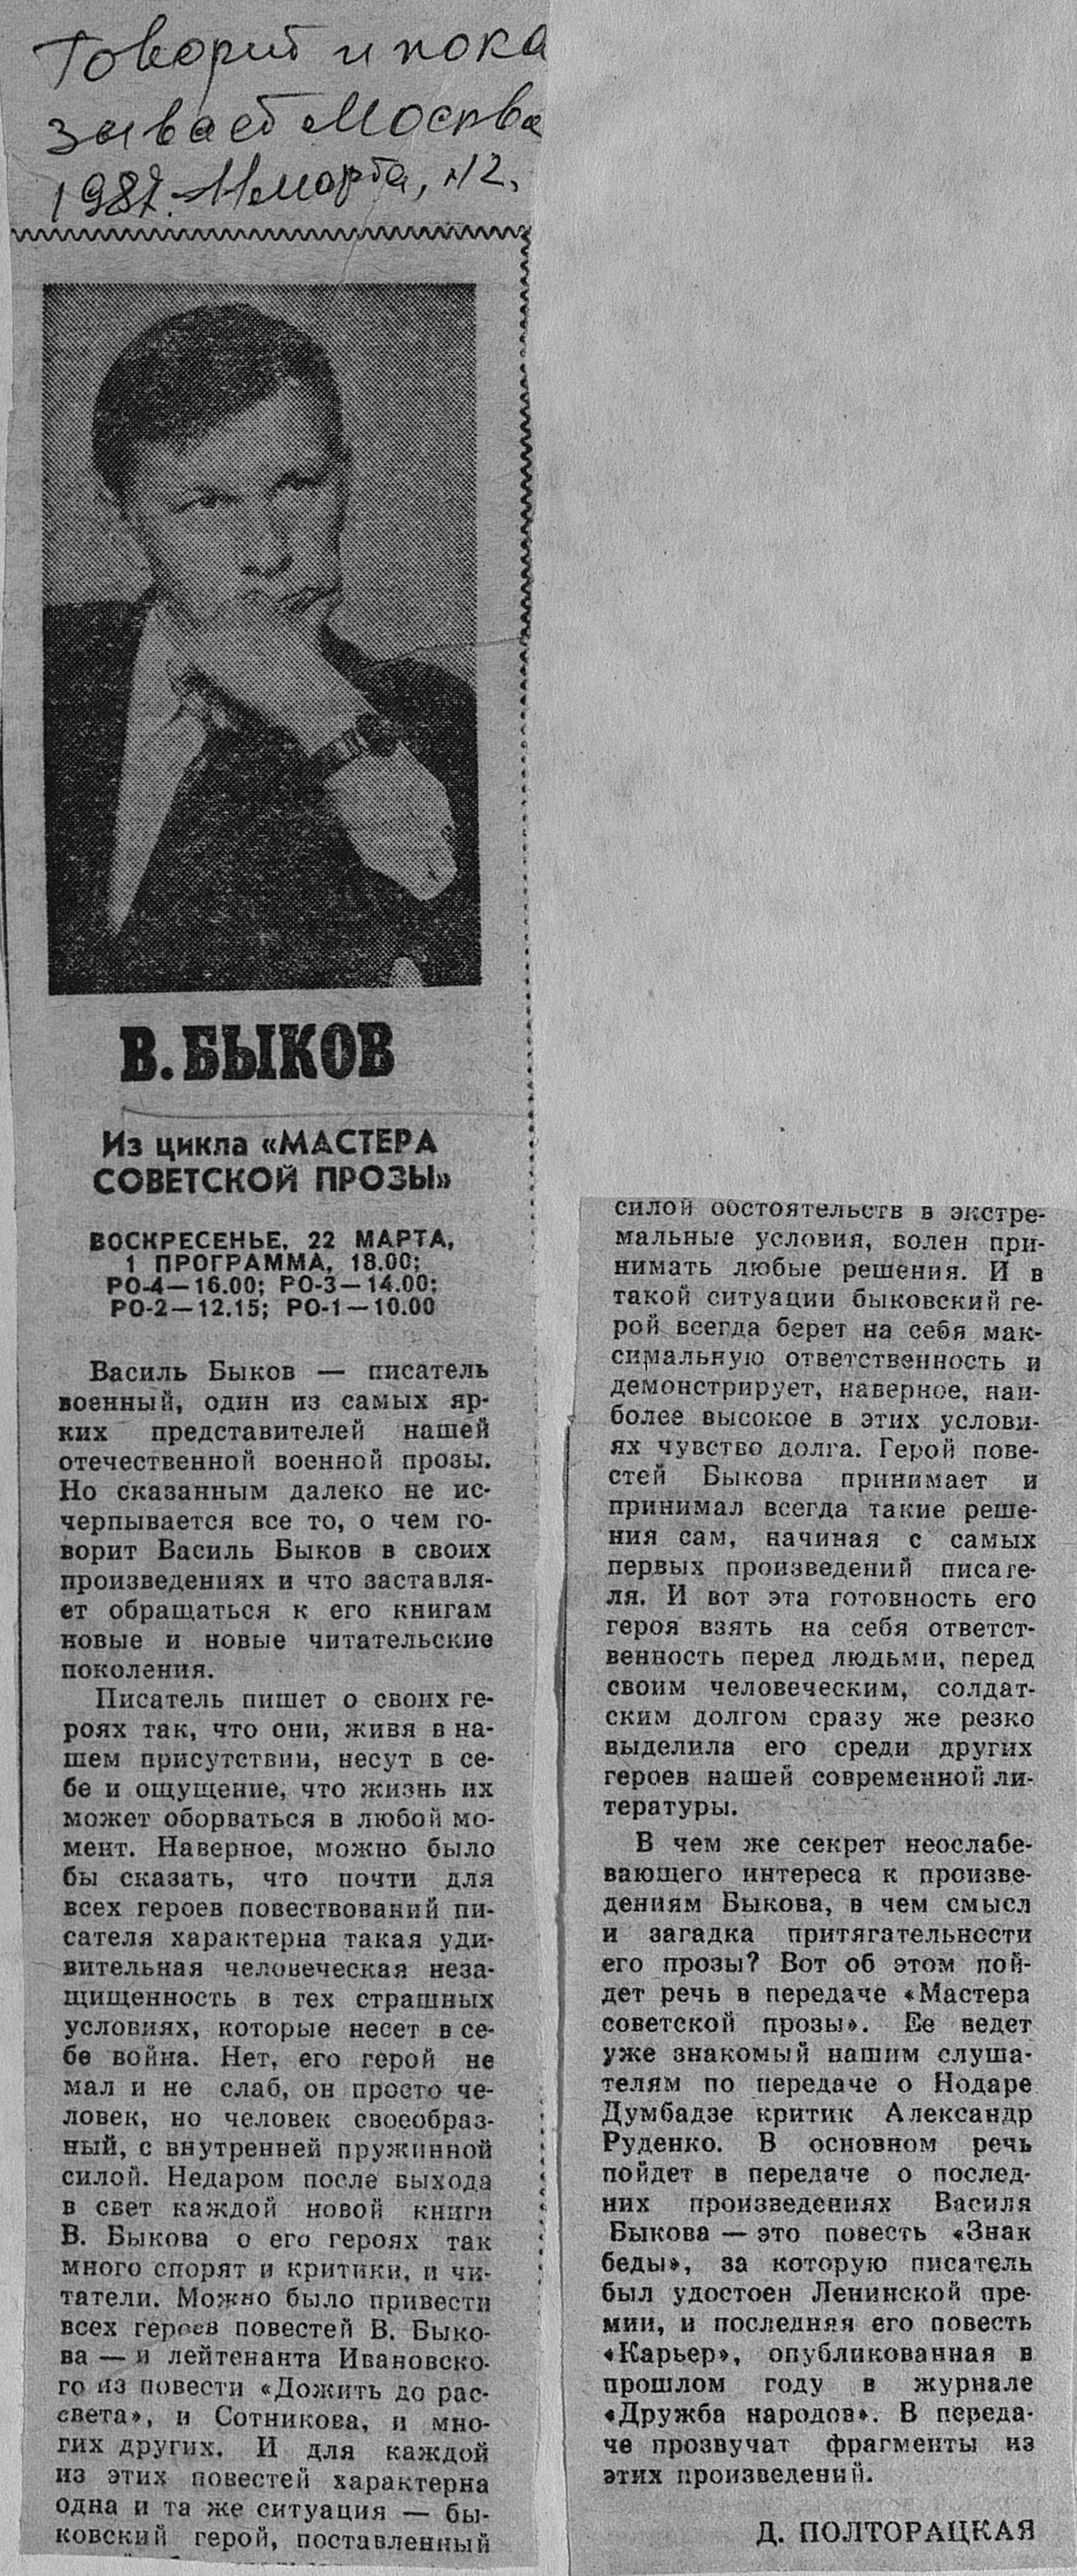 Говорит и пока
зывает Москва
1987. 11 марта, N 2.
В. БЫКОВ
Из цикла «МАСТЕРА
СОВЕТСКОЙ ПРОЗЫ»
ВОСКРЕСЕНЬЕ, 22 МАРТА,
1 ПРОГРАММА, 18.00;
РО-4—16.00; РО-3—14.00;
РО-2—12.15; РО-1—10.00
Василь Быков — писатель
военный, один из самых яр-
ких представителей нашей
отечественной военной прозы.
Но сказанным далеко не ис-
черпывается все то, о чем го-
ворит Василь Быков в своих
произведениях и что заставля-
ет обращаться к его книгам
новые и новые читательские
поколения.
Писатель пишет о своих ге-
роях так, что они, живя в на-
шем присутствии, несут в се-
бе и ощущение, что жизнь их
может оборваться в любой мо-
мент. Наверное, можно было
бы сказать, что почти для
всех героев повествований пи-
сателя характерна такая уди-
вительная человеческая неза-
щищенность в тех страшных
условиях, которые несет в се-
бе война. Нет, его герой не
мал и не слаб, он просто че-
ловек, но человек своеобраз-
ный, с внутренней пружинной
силой. Недаром после выхода
в свет каждой новой книги
В. Быкова о его героях так
много спорят и критики, и чи-
татели. Можно было привести
всех героев повестей В. Быко-
ва — и лейтенанта Ивановско-
го из повести «Дожить до рас-
света», и Сотникова, и мно-
гих других. И для каждой
из этих повестей характерна
одна и та же ситуация — бы-
ковский герой, поставленный
силой обстоятельств в экстре-
мальные условия, волен при-
нимать любые решения. И в
такой ситуации быковский ге-
рой всегда берет на себя мак-
симальную ответственность и
демонстрирует, наверное, наи-
более высокое в этих услови-
ях чувство долга. Герой пове-
стей Быкова принимает и
принимал всегда такие реше-
ния сам, начиная с самых
первых произведений писате-
ля. И вот эта готовность его
героя взять на себя ответст-
венность перед людьми, перед
своим человеческим, солдат-
ским долгом сразу же резко
выделила его среди других
героев нашей современной ли-
тературы.
В чем же секрет неослабе-
вающего интереса к произве-
дениям Быкова, в чем смысл
и загадка притягательности
его прозы? Вот об этом пой-
дет речь в передаче «Мастера
советской прозы». Ее ведет
уже знакомый нашим слуша-
телям по передаче о Нодаре
Думбадзе критик Александр
Руденко. В основном речь
пойдет в передаче о послед-
них произведениях Василя
Быкова — это повесть «Знак
беды», за которую писатель
был удостоен Ленинской пре-
мии, и последняя его повесть
«Карьер», опубликованная в
прошлом году в журнале
«Дружба народов». В переда-
че прозвучат фрагменты из
этих произведений.
Д. ПОЛТОРАЦКАЯ